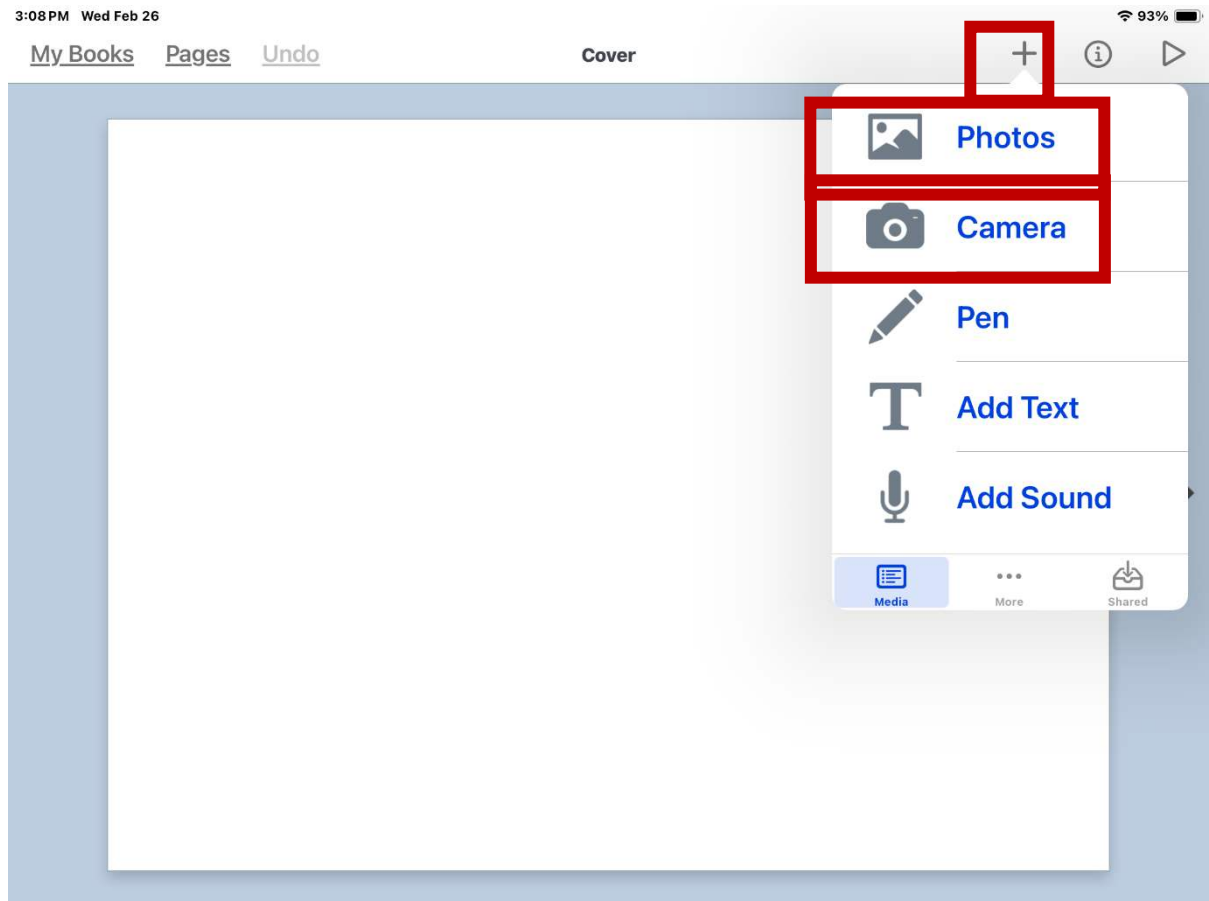 3:08 PM Wed Feb 26 93%
My Books Pages Undo Cover
Photos
Camera
Pen
Add Text
Add Sound
Media More Shared